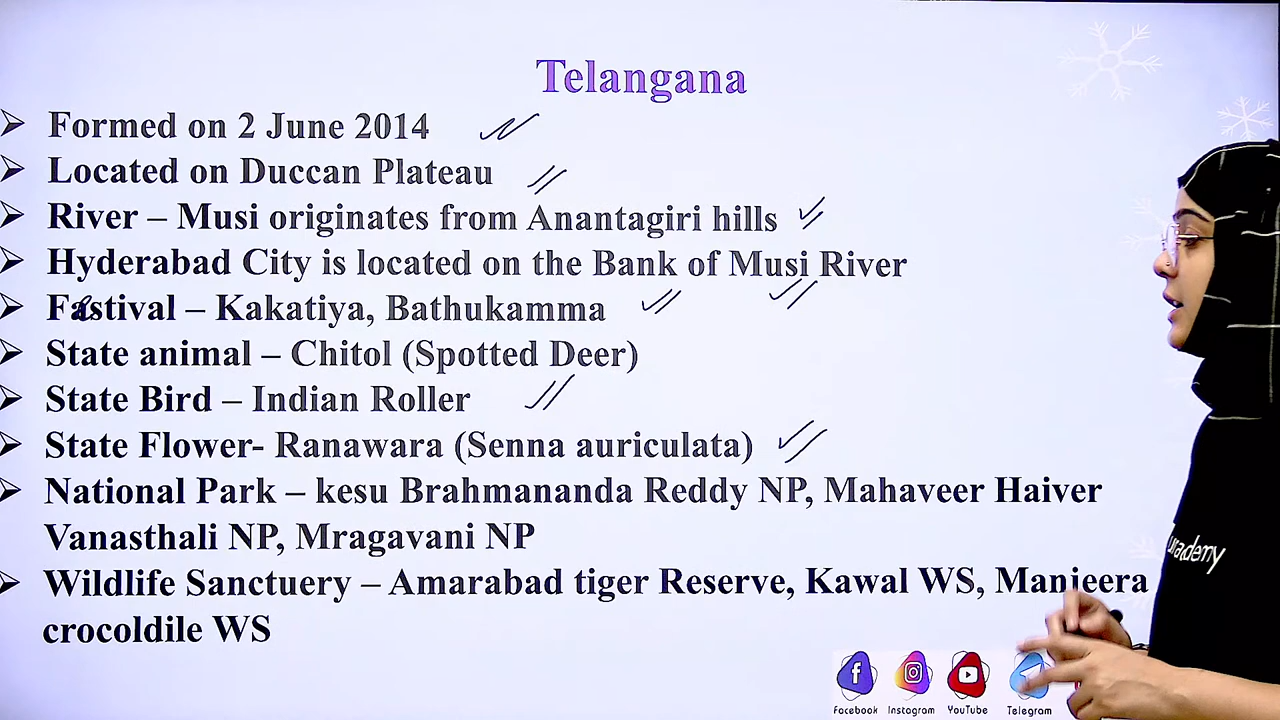 Telangana
Formed on 2 June 2014
Located on Duccan Plateau
River – Musi originates from Anantagiri hills
Hyderabad City is located on the Bank of Musi River
Fastival – Kakatiya, Bathukamma
State animal – Chitol (Spotted Deer)
State Bird – Indian Roller
State Flower- Ranawara (Senna auriculata)
National Park – kesu Brahmananda Reddy NP, Mahaveer Haiver
Vanasthali NP, Mragavani NP
Wildlife Sanctuery – Amarabad tiger Reserve, Kawal WS, Manjeera
crocoldile WS
Facebook Instagram YouTube Telegram